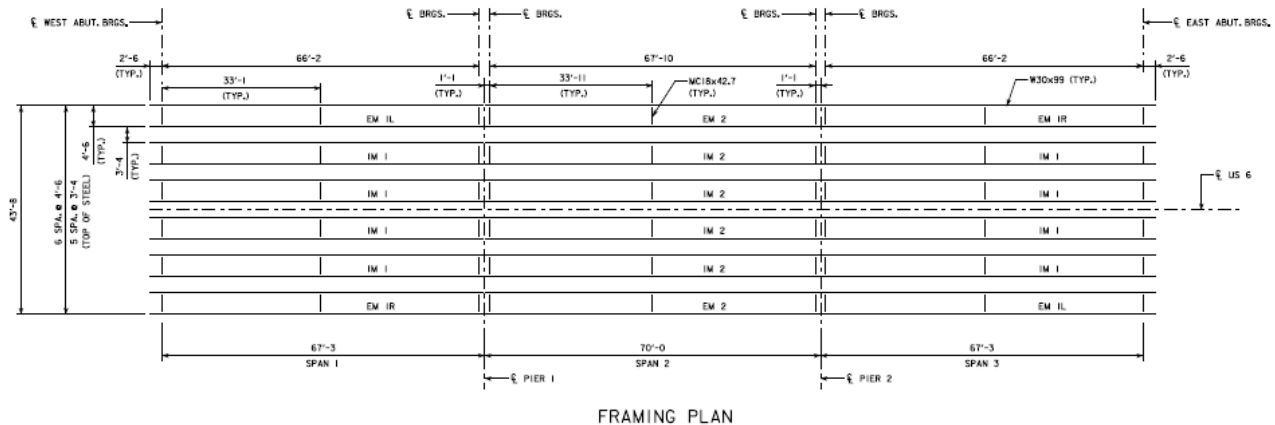 ℄ BRGS.
℄ BRGS.
℄ BRGS.
℄ BRGS.
℄ WEST ABUT. BRGS.
℄ EAST ABUT. BRGS.
2'-6
(TYP.)
66'-2
67'-10
66'-2
2'-6
(TYP.)
33'-1
(TYP.)
1'-1
(TYP.)
33'-11
(TYP.)
MC18x42.7
(TYP.)
1'-1
(TYP.)
W30x99 (TYP.)
EM 1L
EM 2
EM 1R
IM 1
IM 2
IM 1
IM 1
IM 2
IM 1
℄ US 6
IM 1
IM 2
IM 1
IM 1
IM 2
IM 1
EM 1R
EM 2
EM 1L
43'-8
6 SPA. @ 4'-6
5 SPA. @ 3'-4
(TOP OF STEEL)
4'-6
(TYP.)
3'-4
(TYP.)
67'-3
SPAN 1
70'-0
SPAN 2
67'-3
SPAN 3
℄ PIER 1
℄ PIER 2
FRAMING PLAN